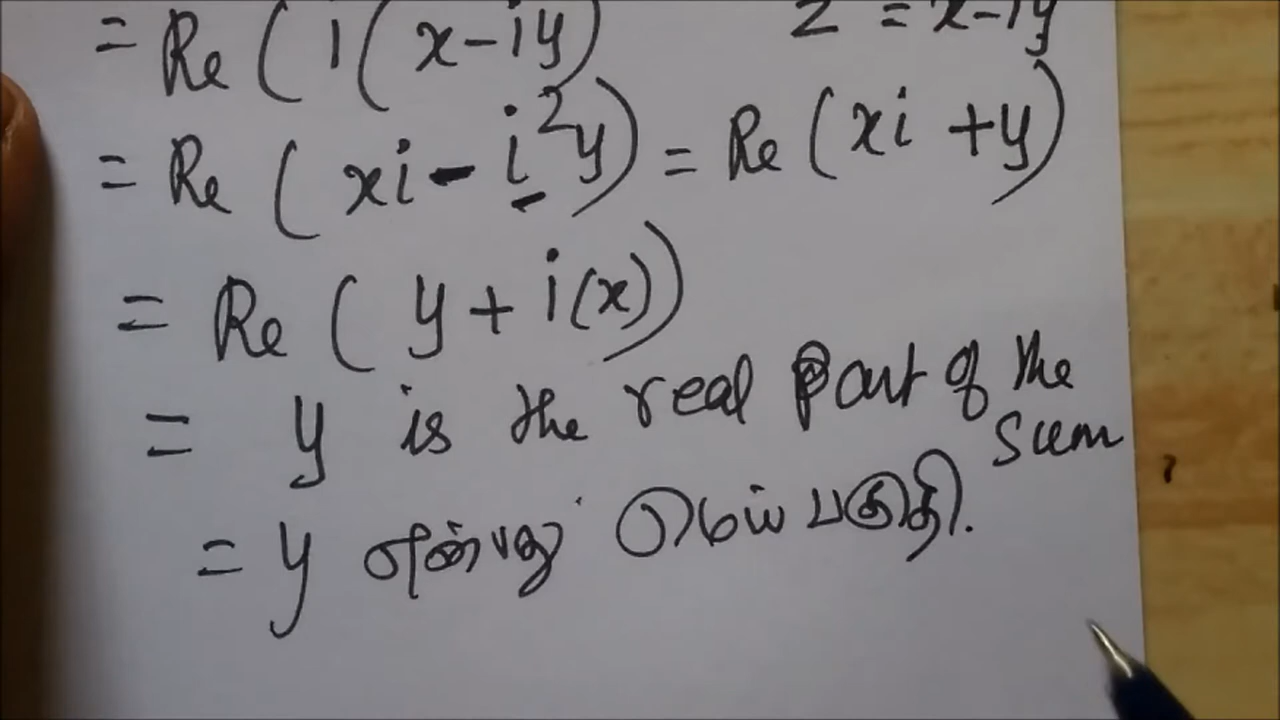 = Re ( i ( x-iy) z = x-iy
= Re ( xi - i²y) = Re ( xi + y)
= Re ( y + i(x))
= y is the real Part of the sum
= y என்பது மெய் பகுதி.